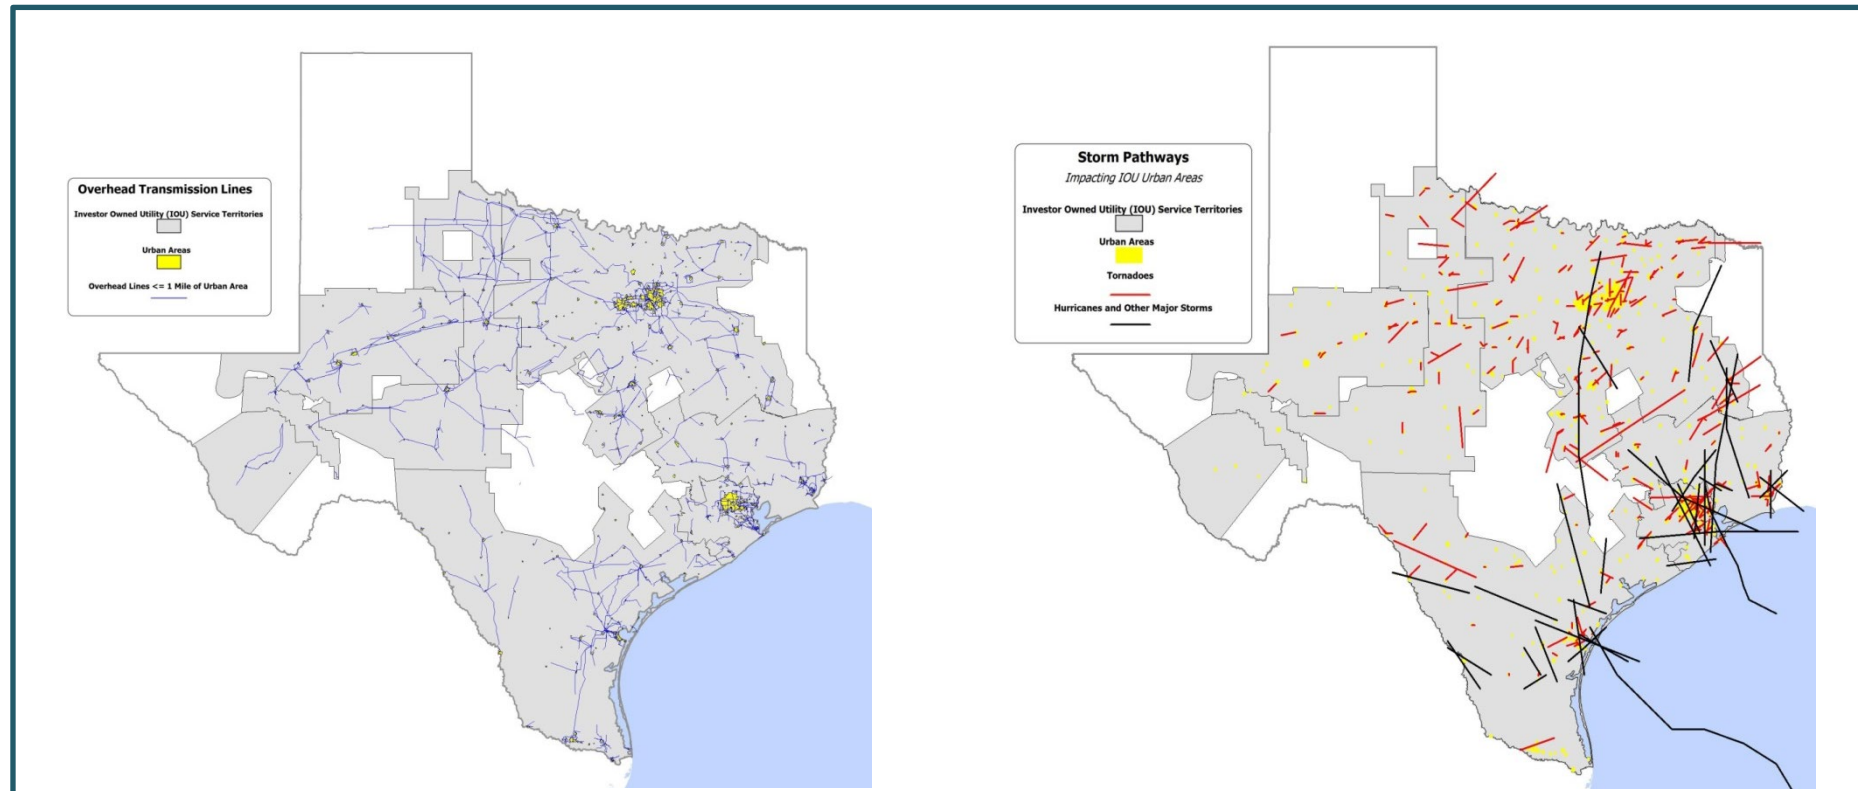 Overhead Transmission Lines
Investor Owned Utility (IOU) Service Territories
Urban Areas
Overhead Lines <= 1 Mile of Urban Area
Storm Pathways
Impacting IOU Urban Areas
Investor Owned Utility (IOU) Service Territories
Urban Areas
Tornadoes
Hurricanes and Other Major Storms